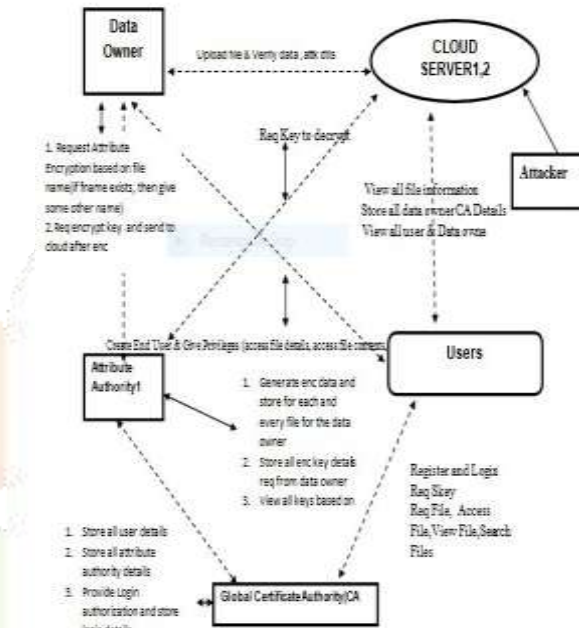 Data
Owner
Upload file & Verify data , attk dtls
CLOUD
SERVER1,2
Req Key to decrypt
1. Request Attribute
Encryption based on file
name(if fname exists, then give
some other name)
2.Req encrypt key and send to
cloud after enc
Attacker
View all file information
Store all data owner CA Details
View all user & Data owne
Create End User & Give Privileges (access file details, access file contents
Attribute
Authority1
Users
1. Generate enc data and
store for each and
every file for the data
owner
2. Store all enc key details
req from data owner
3. View all keys based on
Register and Login
Req Skey
Req File, Access
File,View File,Search
Files
1. Store all user details
2. Store all attribute
authority details
3. Provide Login
authorization and store
Global CertificateAuthority(CA